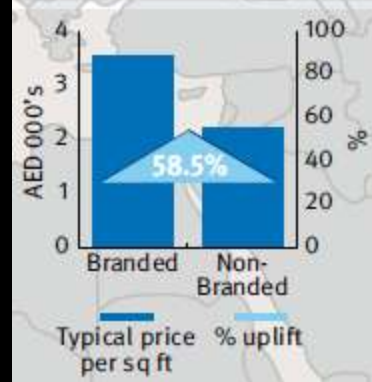 4
3
2
1
0
AED 000's
100
80
60
40
20
0
%
58.5%
Branded
Non-
Branded
Typical price
per sq ft
% uplift